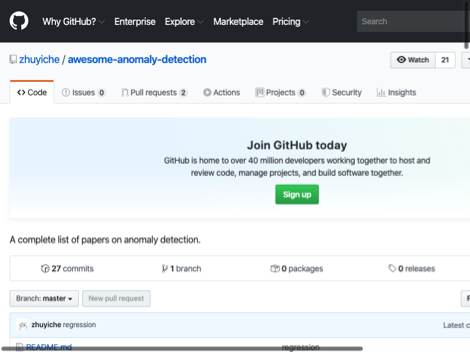 Why GitHub? Enterprise Explore Marketplace Pricing Search
zhuyiche / awesome-anomaly-detection Watch 21
Code Issues 0 Pull requests 2 Actions Projects 0 Security Insights
Join GitHub today
GitHub is home to over 40 million developers working together to host and
review code, manage projects, and build software together.
Sign up
A complete list of papers on anomaly detection.
27 commits 1 branch 0 packages 0 releases
Branch: master New pull request
zhuyiche regression Latest c
README.md regression